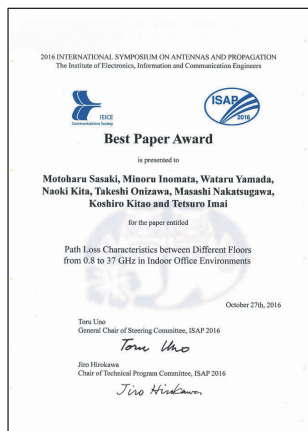 2016 INTERNATIONAL SYMPOSIUM ON ANTENNAS AND PROPAGATION
The Institute of Electronics, Information and Communication Engineers
IEICE
Communications Society
ISAP
2016
Best Paper Award
is presented to
Motoharu Sasaki, Minoru Inomata, Wataru Yamada,
Naoki Kita, Takeshi Onizawa, Masashi Nakatsugawa,
Koshiro Kitao and Tetsuro Imai
for the paper entitled
Path Loss Characteristics between Different Floors
from 0.8 to 37 GHz in Indoor Office Environments
October 27th, 2016
Toru Uno
General Chair of Steering Committee, ISAP 2016
Toru Uno
Jiro Hirokawa
Chair of Technical Program Committee, ISAP 2016
Jiro Hirokawa